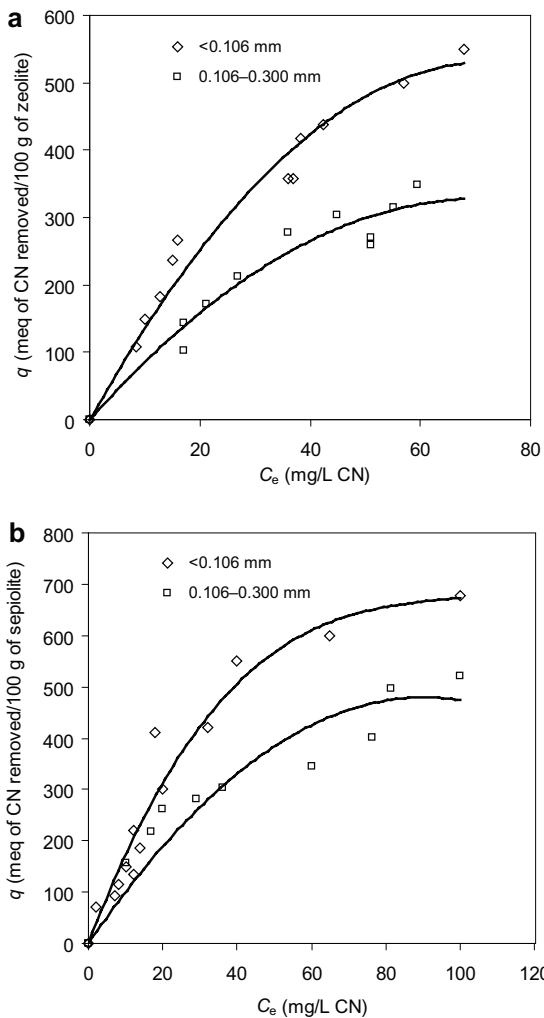 a
600
<0.106 mm
0.106–0.300 mm
500
400
300
200
100
0
q (meq of CN removed/100 g of zeolite)
0 20 40 60 80
Ce (mg/L CN)
b
800
<0.106 mm
0.106–0.300 mm
700
600
500
400
300
200
100
0
q (meq of CN removed/100 g of sepiolite)
0 20 40 60 80 100 120
Ce (mg/L CN)